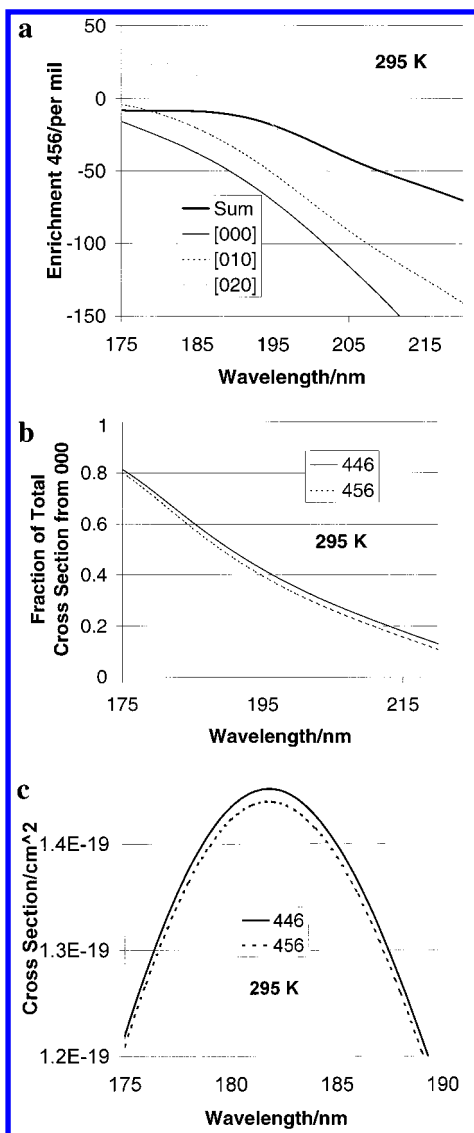 a
Enrichment 456/per mil
50
0
-50
-100
-150
295 K
Sum
[000]
[010]
[020]
175
185
195
205
215
Wavelength/nm
b
Fraction of Total
Cross Section from 000
1
0.8
0.6
0.4
0.2
0
446
456
295 K
175
195
215
Wavelength/nm
c
Cross Section/cm^2
1.4E-19
1.3E-19
1.2E-19
446
456
295 K
175
180
185
190
Wavelength/nm